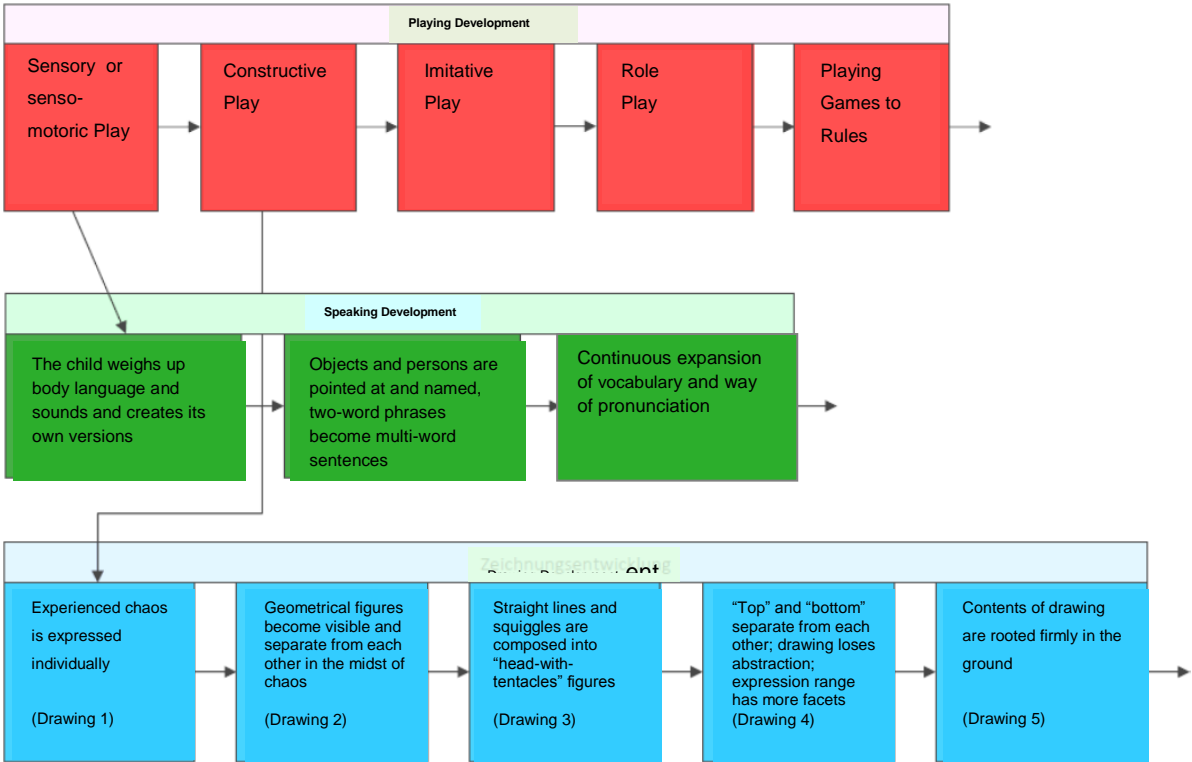 Playing Development
Sensory or
senso-
motoric Play
Constructive
Play
Imitative
Play
Role
Play
Playing
Games to
Rules
Speaking Development
The child weighs up
body language and
sounds and creates its
own versions
Objects and persons are
pointed at and named,
two-word phrases
become multi-word
sentences
Continuous expansion
of vocabulary and way
of pronunciation
Zeichnungsentwicklung
Experienced chaos
is expressed
individually
(Drawing 1)
Geometrical figures
become visible and
separate from each
other in the midst of
chaos
(Drawing 2)
Straight lines and
squiggles are
composed into
“head-with-
tentacles” figures
(Drawing 3)
“Top” and “bottom”
separate from each
other; drawing loses
abstraction;
expression range
has more facets
(Drawing 4)
Contents of drawing
are rooted firmly in the
ground
(Drawing 5)